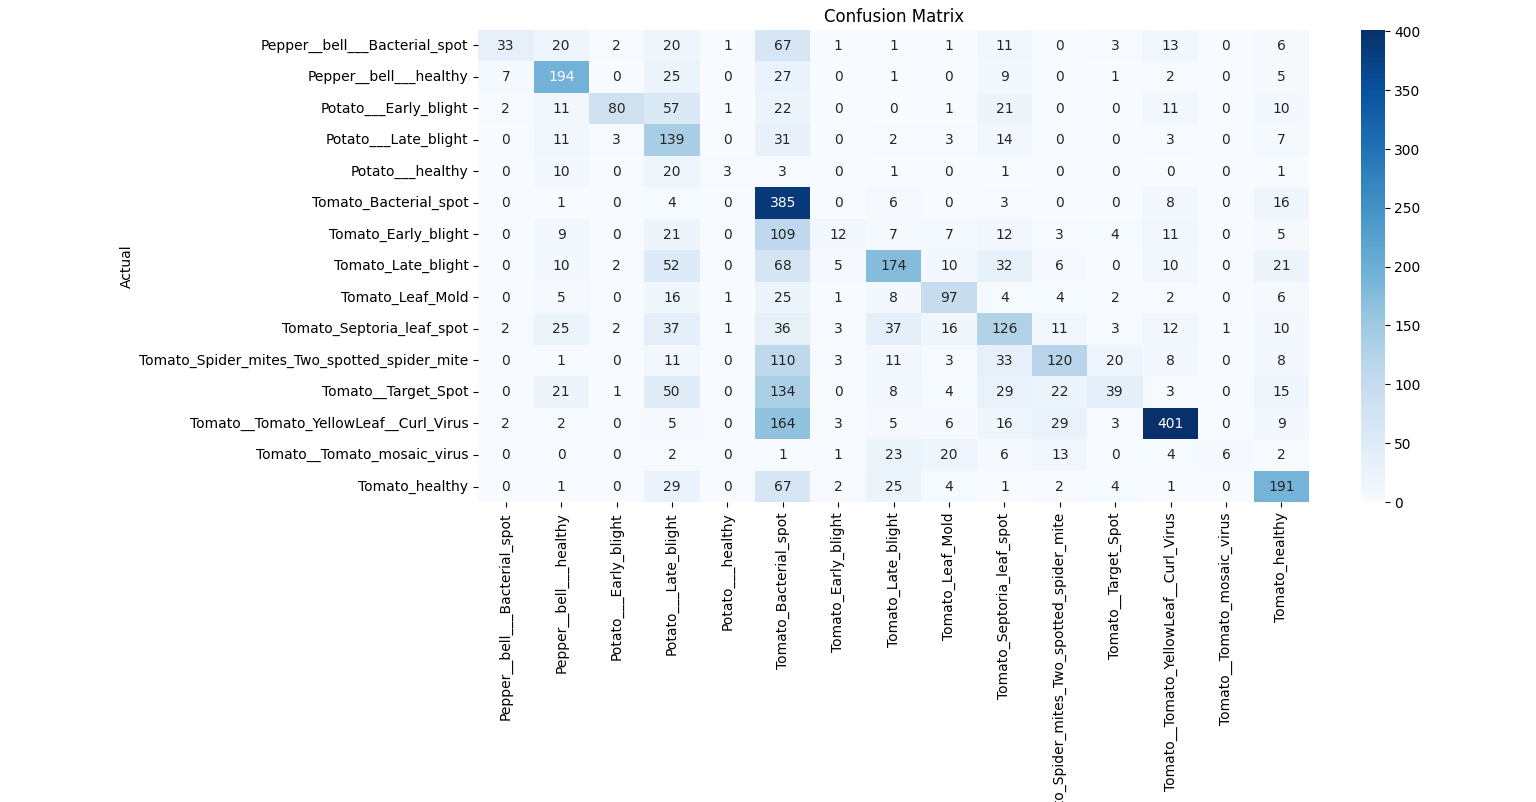 Confusion Matrix
Actual
Pepper__bell___Bacterial_spot 33 20 2 20 1 67 1 1 1 11 0 3 13 0 6
Pepper__bell___healthy 7 194 0 25 0 27 0 1 0 9 0 1 2 0 5
Potato___Early_blight 2 11 80 57 1 22 0 0 1 21 0 0 11 0 10
Potato___Late_blight 0 11 3 139 0 31 0 2 3 14 0 0 3 0 7
Potato___healthy 0 10 0 20 3 3 0 1 0 1 0 0 0 0 1
Tomato_Bacterial_spot 0 1 0 4 0 385 0 6 0 3 0 0 8 0 16
Tomato_Early_blight 0 9 0 21 0 109 12 7 7 12 3 4 11 0 5
Tomato_Late_blight 0 10 2 52 0 68 5 174 10 32 6 0 10 0 21
Tomato_Leaf_Mold 0 5 0 16 1 25 1 8 97 4 4 2 2 0 6
Tomato_Septoria_leaf_spot 2 25 2 37 1 36 3 37 16 126 11 3 12 1 10
Tomato_Spider_mites_Two_spotted_spider_mite 0 1 0 11 0 110 3 11 3 33 120 20 8 0 8
Tomato__Target_Spot 0 21 1 50 0 134 0 8 4 29 22 39 3 0 15
Tomato__Tomato_YellowLeaf__Curl_Virus 2 2 0 5 0 164 3 5 6 16 29 3 401 0 9
Tomato__Tomato_mosaic_virus 0 0 0 2 0 1 1 23 20 6 13 0 4 6 2
Tomato_healthy 0 1 0 29 0 67 2 25 4 1 2 4 1 0 191
Pepper__bell___Bacterial_spot
Pepper__bell___healthy
Potato___Early_blight
Potato___Late_blight
Potato___healthy
Tomato_Bacterial_spot
Tomato_Early_blight
Tomato_Late_blight
Tomato_Leaf_Mold
Tomato_Septoria_leaf_spot
to_Spider_mites_Two_spotted_spider_mite
Tomato__Target_Spot
Tomato__Tomato_YellowLeaf__Curl_Virus
Tomato__Tomato_mosaic_virus
Tomato_healthy
400
350
300
250
200
150
100
50
0